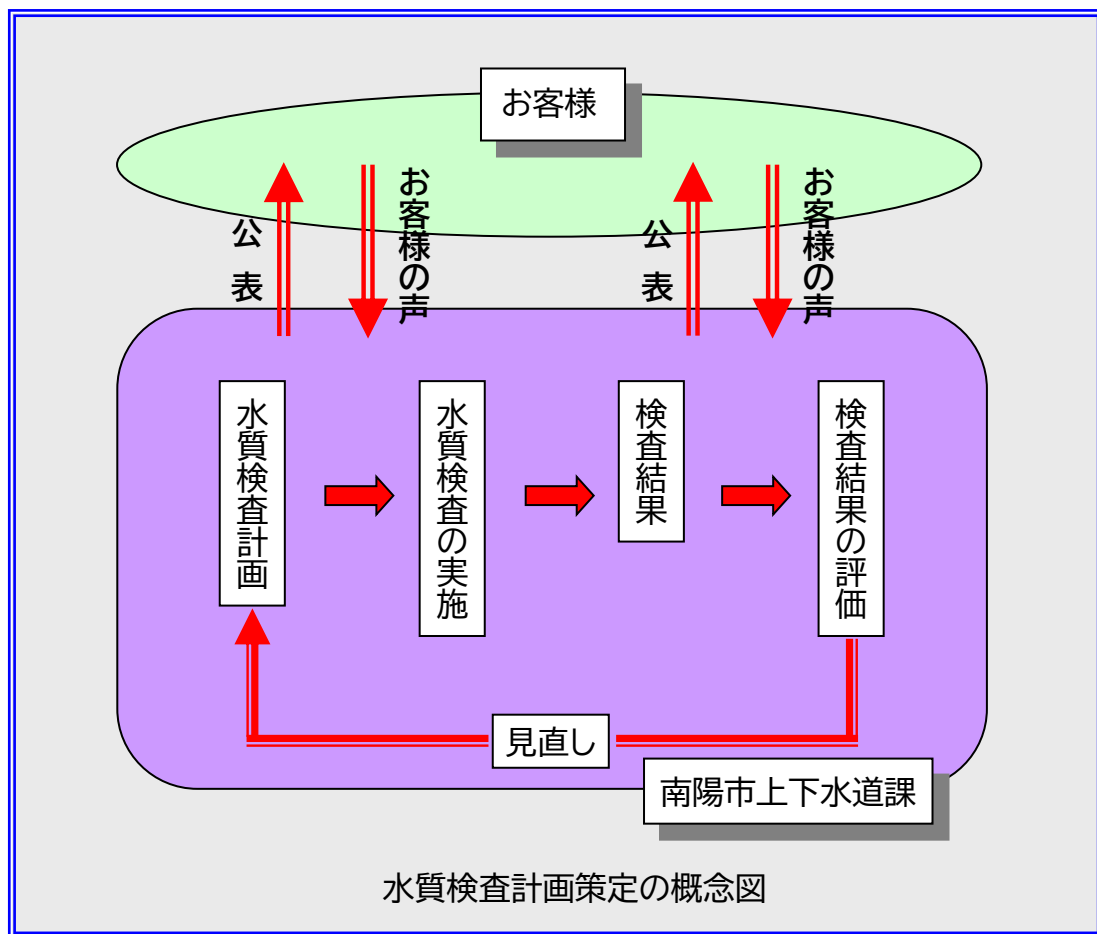 お客様
公表
お客様の声
公表
お客様の声
水質検査計画
水質検査の実施
検査結果
検査結果の評価
見直し
南陽市上下水道課
水質検査計画策定の概念図